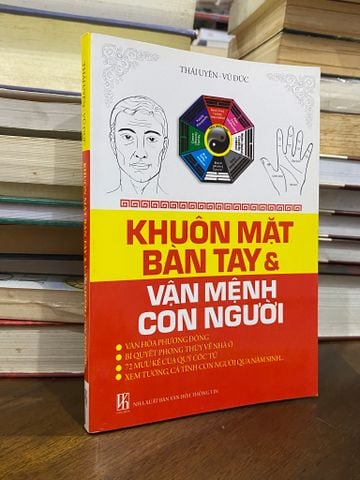 THÁI UYÊN - VŨ ĐỨC
KHUÔN MẶT
BÀN TAY &
VẬN MỆNH
CON NGƯỜI
VĂN HÓA PHƯƠNG ĐÔNG
BÍ QUYẾT PHONG THỦY VỀ NHÀ Ở
72 MƯU KẾ CỦA QUỶ CỐC TỬ
XEM TƯỚNG, CÁ TÍNH CON NGƯỜI QUA NĂM SINH...
NHÀ XUẤT BẢN VĂN HÓA THÔNG TIN